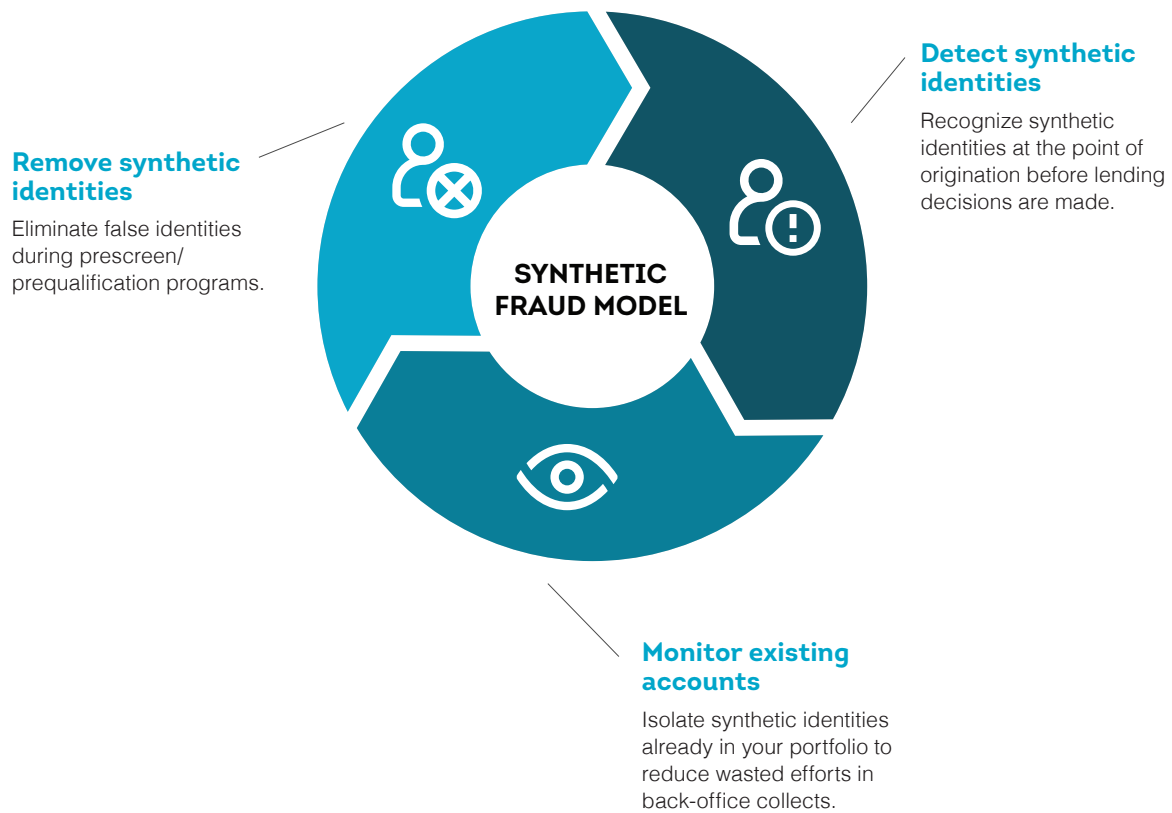 Remove synthetic
identities
Eliminate false identities
during prescreen/
prequalification programs.
SYNTHETIC
FRAUD MODEL
Detect synthetic
identities
Recognize synthetic
identities at the point of
origination before lending
decisions are made.
Monitor existing
accounts
Isolate synthetic identities
already in your portfolio to
reduce wasted efforts in
back-office collects.